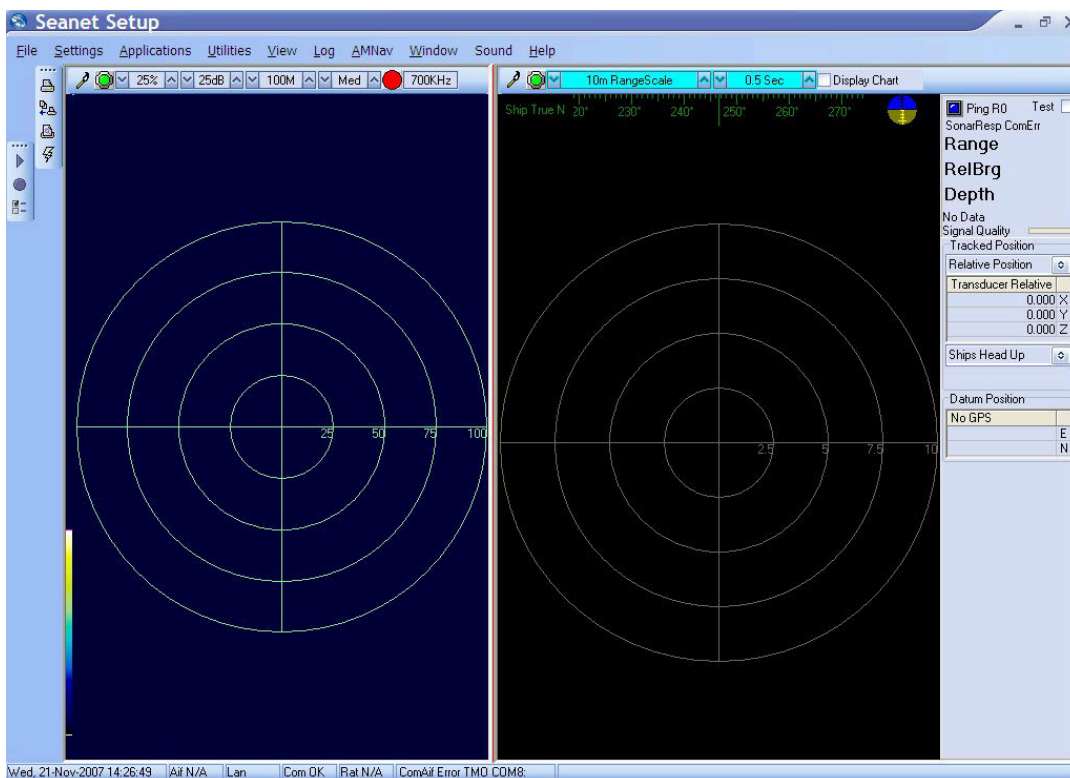 Seanet Setup
File Settings Applications Utilities View Log AMNav Window Sound Help
25% 25dB 100M Med 700KHz
10m RangeScale 0.5 Sec Display Chart
Ship True N 20° 230° 240° 250° 260° 270°
Ping R0 Test
SonarResp ComErr
Range
RelBrg
Depth
No Data
Signal Quality
Tracked Position
Relative Position
Transducer Relative
0.000 X
0.000 Y
0.000 Z
Ships Head Up
Datum Position
No GPS
E
N
25 50 75 100
2.5 5 7.5 10
Wed, 21-Nov-2007 14:26:49 Aif N/A Lan Com OK Rat N/A ComAif Error TMO COM8: